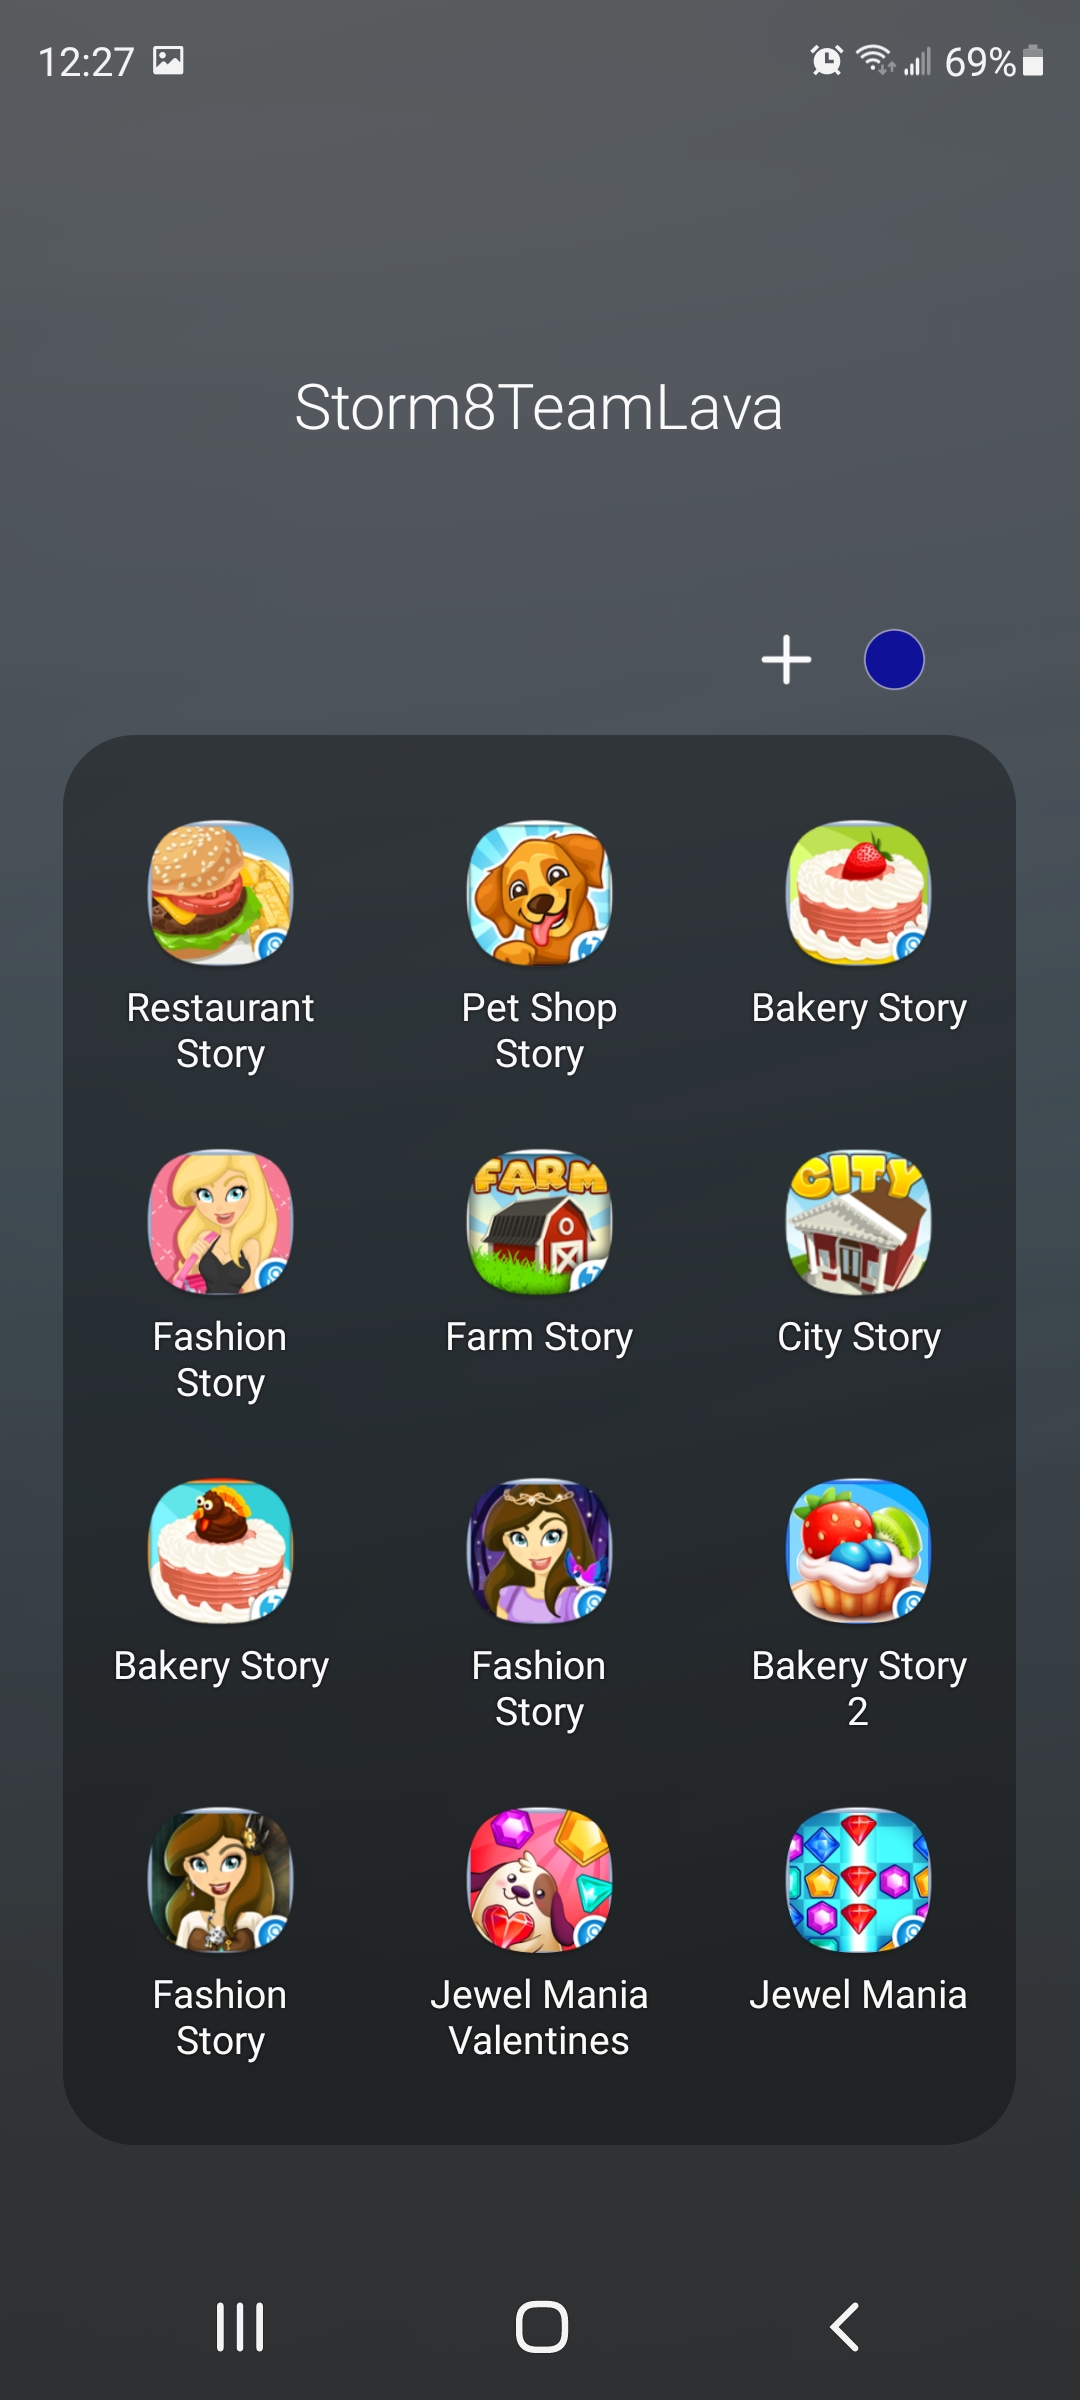 12:27 69%
Storm8TeamLava
Restaurant
Story
Pet Shop
Story
Bakery Story
FARM
CITY
Fashion
Story
Farm Story
City Story
Bakery Story
Fashion
Story
Bakery Story
2
Fashion
Story
Jewel Mania
Valentines
Jewel Mania